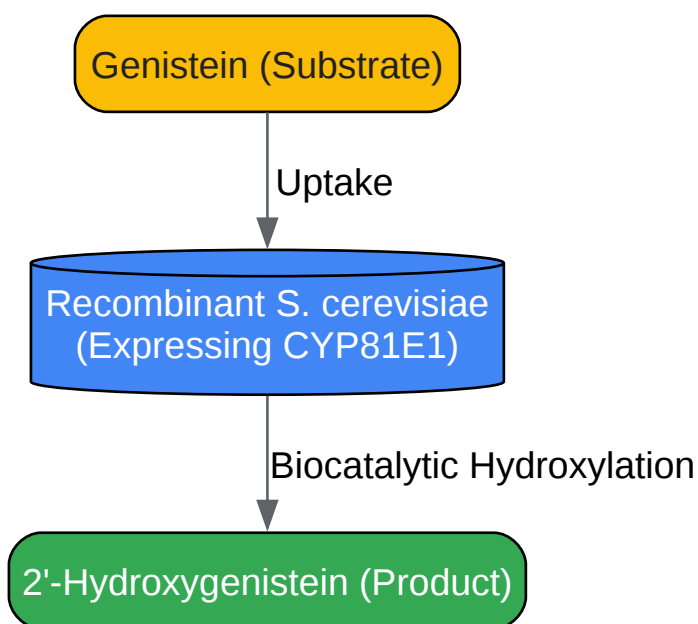 Genistein (Substrate)
Uptake
Recombinant S. cerevisiae
(Expressing CYP81E1)
Biocatalytic Hydroxylation
2'-Hydroxygenistein (Product)